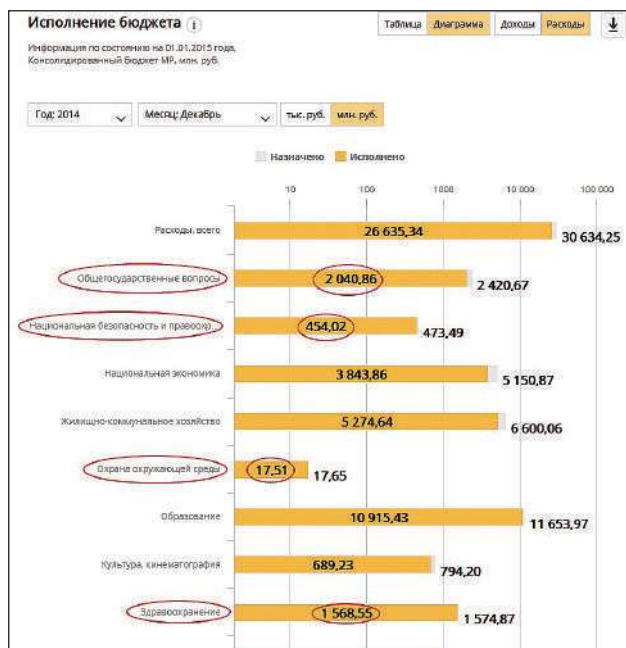 Исполнение бюджета i
Таблица Диаграмма Доходы Расходы
Информация по состоянию на 01.01.2015 года,
Консолидированный бюджет МР, млн. руб.
Год: 2014 Месяц: Декабрь тыс. руб. млн. руб.
Назначено Исполнено
10 100 1000 10 000 100 000
Расходы, всего 26 635,34 30 634,25
Общегосударственные вопросы 2 040,86 2 420,67
Национальная безопасность и правоохр... 454,02 473,49
Национальная экономика 3 843,86 5 150,87
Жилищно-коммунальное хозяйство 5 274,64 6 600,06
Охрана окружающей среды 17,51 17,65
Образование 10 915,43 11 653,97
Культура, кинематография 689,23 794,20
Здравоохранение 1 568,55 1 574,87